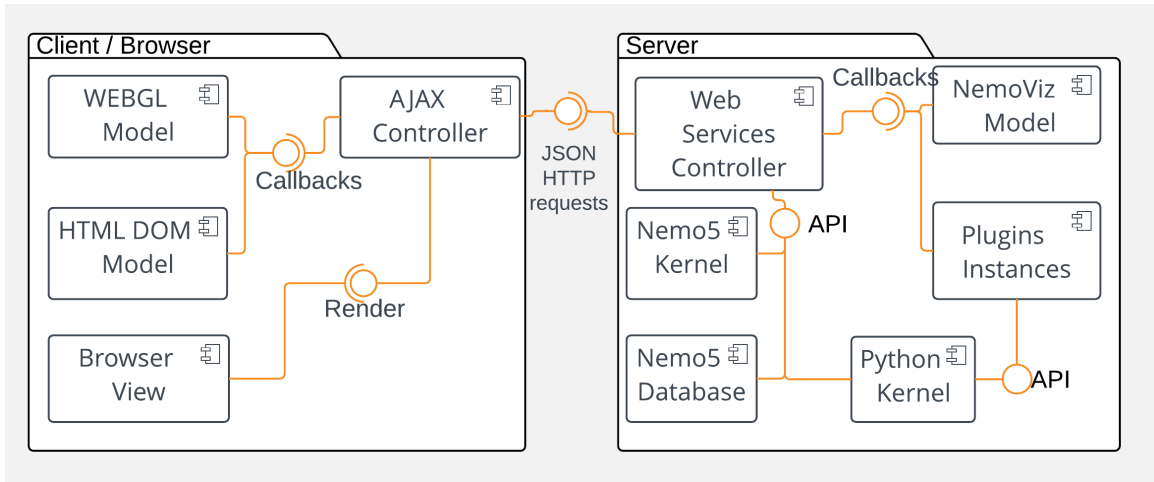 Client / Browser
WEBGL
Model
AJAX
Controller
Callbacks
HTML DOM
Model
Render
Browser
View
JSON
HTTP
requests
Server
Web
Services
Controller
Callbacks
NemoViz
Model
API
Nemo5
Kernel
Plugins
Instances
Nemo5
Database
Python
Kernel
API